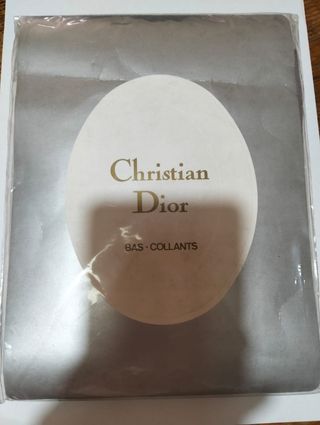 Christian
Dior
BAS · COLLANTS